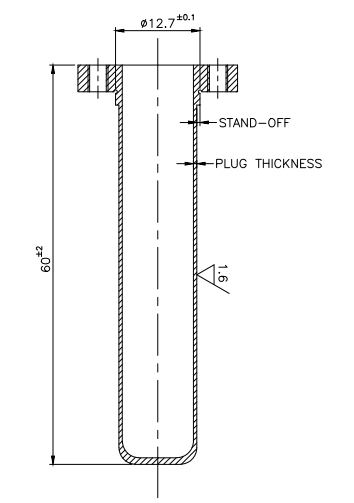 ø12.7±0.1
STAND-OFF
PLUG THICKNESS
60±2
1.6